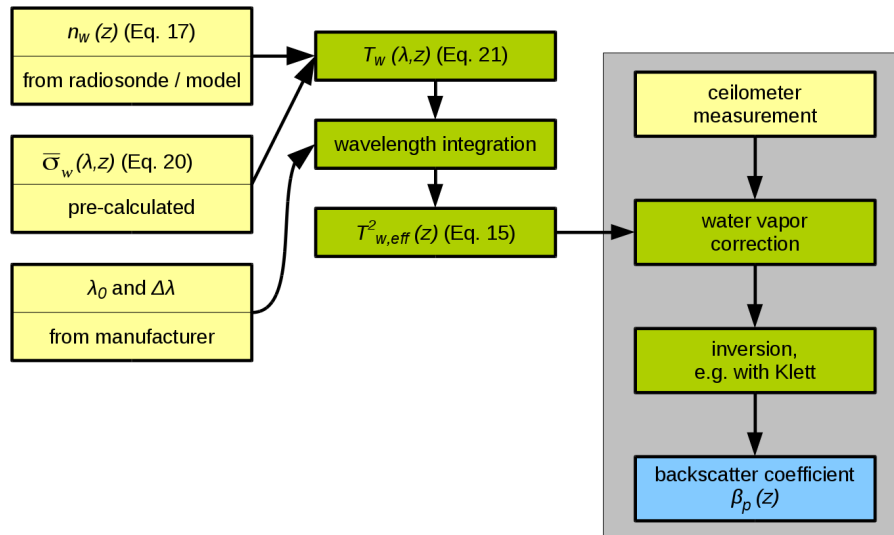 n_w (z) (Eq. 17)
from radiosonde / model
σ̅_w (λ,z) (Eq. 20)
pre-calculated
λ_0 and Δλ
from manufacturer
T_w (λ,z) (Eq. 21)
wavelength integration
T²_w,eff (z) (Eq. 15)
ceilometer
measurement
water vapor
correction
inversion,
e.g. with Klett
backscatter coefficient
β_p (z)